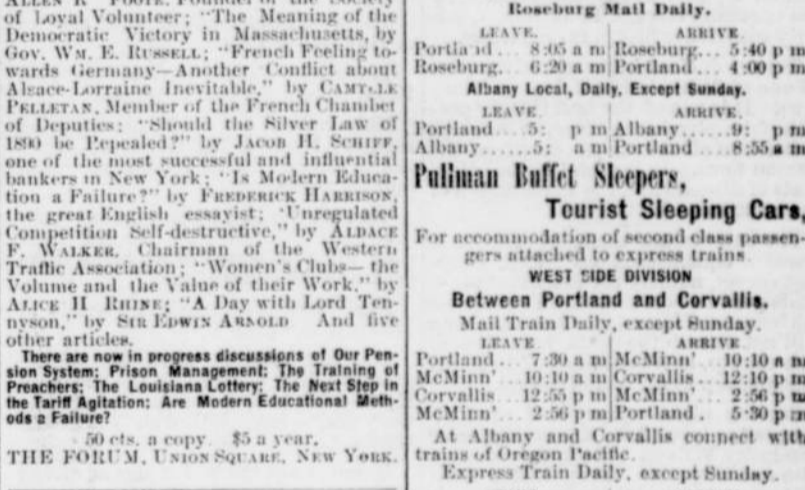 of Loyal Volunteer; "The Meaning of the
Democratic Victory in Massachusetts, by
Gov. WM. E. RUSSELL; "French Feeling to-
wards Germany—Another Conflict about
Alsace-Lorraine Inevitable," by CAMILLE
PELLETAN, Member of the French Chamber
of Deputies; "Should the Silver Law of
1890 be Repealed?" by JACOB H. SCHIFF,
one of the most successful and influential
bankers in New York; "Is Modern Educa-
tion a Failure?" by FREDERICK HARRISON,
the great English essayist; "Unregulated
Competition Self-destructive," by ALDACE
F. WALKER, Chairman of the Western
Traffic Association; "Women's Clubs—the
Volume and the Value of their Work," by
ALICE H RHINE; "A Day with Lord Ten-
nyson," by SIR EDWIN ARNOLD And five
other articles.
There are now in progress discussions of Our Pen-
sion System; Prison Management; The Training of
Preachers; The Louisiana Lottery; The Next Step in
the Tariff Agitation; Are Modern Educational Meth-
ods a Failure?
50 cts. a copy. $5 a year.
THE FORUM, UNION SQUARE, NEW YORK.
Roseburg Mail Daily.
LEAVE. ARRIVE.
Portland... 8:05 a m Roseburg... 5:40 p m
Roseburg... 6:20 a m Portland... 4:00 p m
Albany Local, Daily, Except Sunday.
LEAVE. ARRIVE.
Portland....5: p m Albany......9: p m
Albany......5: a m Portland....8:55 a m
Pullman Buffet Sleepers,
Tourist Sleeping Cars,
For accommodation of second class passen-
gers attached to express trains.
WEST SIDE DIVISION
Between Portland and Corvallis.
Mail Train Daily, except Sunday.
LEAVE ARRIVE
Portland... 7:30 a m McMinn' 10:10 a m
McMinn'... 10:10 a m Corvallis... 12:10 p m
Corvallis... 12:55 p m McMinn'... 2:56 p m
McMinn'... 2:56 p m Portland. 5:30 p m
At Albany and Corvallis connect with
trains of Oregon Pacific.
Express Train Daily, except Sunday.